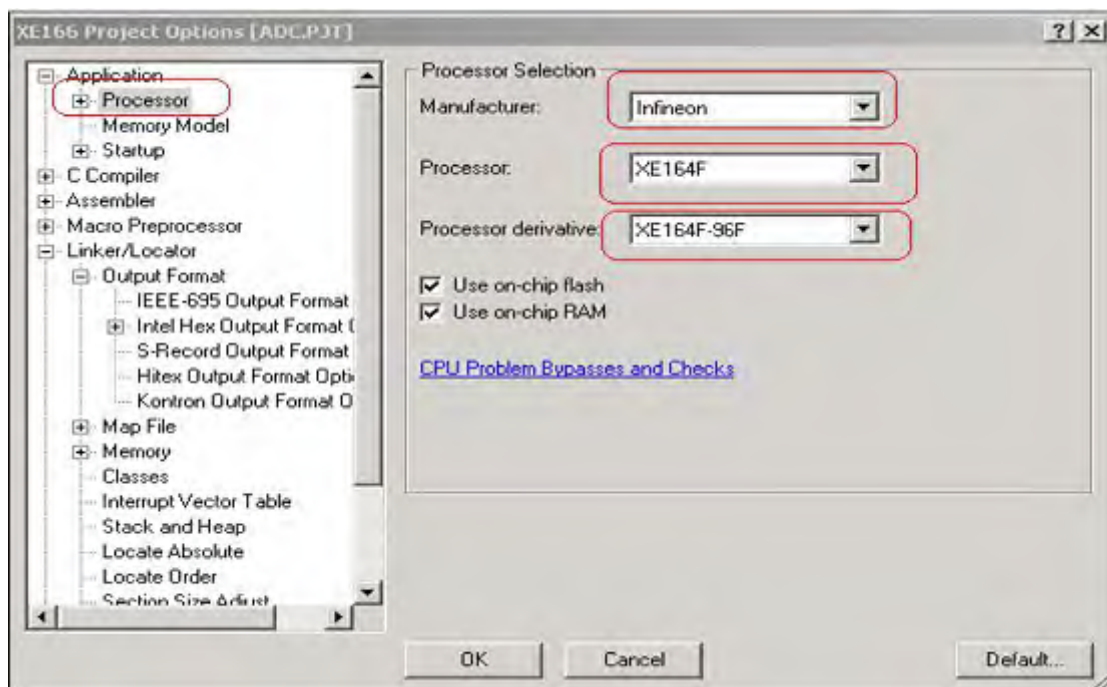 XE166 Project Options [ADC.PJT]
Application
Processor
Memory Model
Startup
C Compiler
Assembler
Macro Preprocessor
Linker/Locator
Output Format
IEEE-695 Output Format
Intel Hex Output Format
S-Record Output Format
Hitex Output Format Opti
Kontron Output Format O
Map File
Memory
Classes
Interrupt Vector Table
Stack and Heap
Locate Absolute
Locate Order
Section Size Adjust
Processor Selection
Manufacturer: Infineon
Processor: XE164F
Processor derivative: XE164F-96F
Use on-chip flash
Use on-chip RAM
CPU Problem Bypasses and Checks
OK Cancel Default...